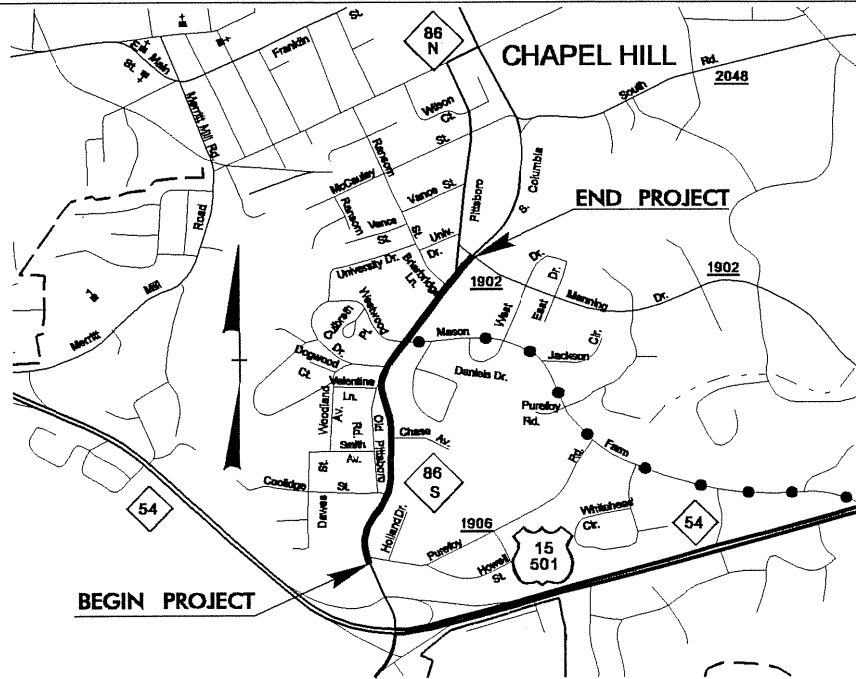 E. Main
St.
Franklin
St.
86
N
CHAPEL HILL
South
Rd.
2048
Merritt Mill Rd.
Wilson
Ct.
St.
Ransom
McCauley
Vance St.
Ransom
St.
Vance
St.
Univ.
Dr.
Pittsboro
S. Columbia
END PROJECT
Road
Mill
Merritt
University Dr.
Briarbridge
Ln.
1902
Dr.
Dr.
East
West
Manning
Dr.
1902
Westwood
Culbreth
Pl.
Dr.
Dogwood
Ct.
Mason
Jackson
Cir.
Daniels Dr.
Valentine
Ln.
Woodland
Av.
Rd.
Smith
Av.
Old Pittsboro
Chase Av.
Purefoy
Rd.
Farm
Rd.
Coolidge
St.
St.
Dawes
86
S
54
Holland Dr.
1906
Purefoy
Howell
St.
15
501
Whitehead
Cir.
54
BEGIN PROJECT